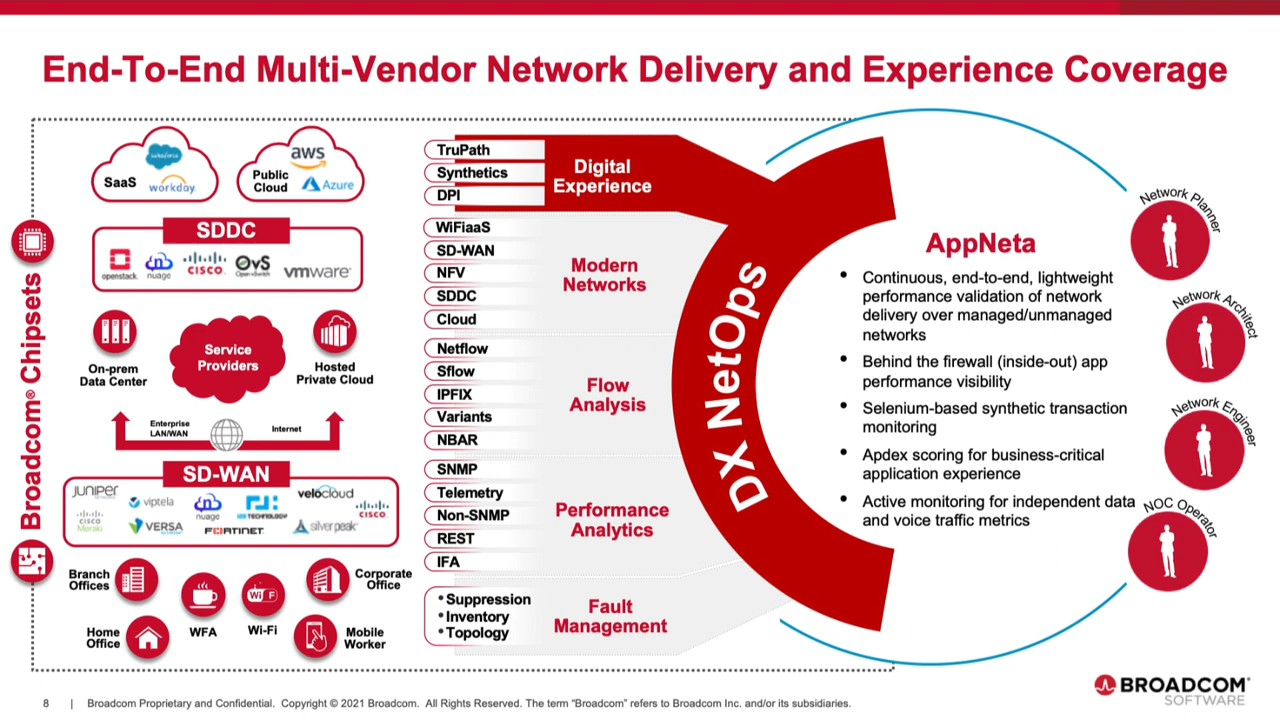 End-To-End Multi-Vendor Network Delivery and Experience Coverage
salesforce
SaaS
workday
aws
Public
Cloud
Azure
SDDC
openstack.
nuage
CISCO
OvS
Open vSwitch
vmware
Broadcom® Chipsets
On-prem
Data Center
Service
Providers
Hosted
Private Cloud
Enterprise
LAN/WAN
Internet
SD-WAN
JUNIPER
NETWORKS
viptela
nuage
velocloud
CISCO
CISCO
Meraki
VERSA
NETWORKS
FORTINET
silver peak
Branch
Offices
Corporate
Office
Home
Office
WFA
Wi-Fi
Wi Fi
Mobile
Worker
TruPath
Synthetics
DPI
Digital
Experience
WiFiaaS
SD-WAN
NFV
SDDC
Cloud
Modern
Networks
Netflow
Sflow
IPFIX
Variants
NBAR
Flow
Analysis
SNMP
Telemetry
Non-SNMP
REST
IFA
Performance
Analytics
•Suppression
•Inventory
•Topology
Fault
Management
DX NetOps
AppNeta
• Continuous, end-to-end, lightweight
performance validation of network
delivery over managed/unmanaged
networks
• Behind the firewall (inside-out) app
performance visibility
• Selenium-based synthetic transaction
monitoring
• Apdex scoring for business-critical
application experience
• Active monitoring for independent data
and voice traffic metrics
Network Planner
Network Architect
Network Engineer
NOC Operator
8 | Broadcom Proprietary and Confidential. Copyright © 2021 Broadcom. All Rights Reserved. The term “Broadcom” refers to Broadcom Inc. and/or its subsidiaries.
BROADCOM®
SOFTWARE